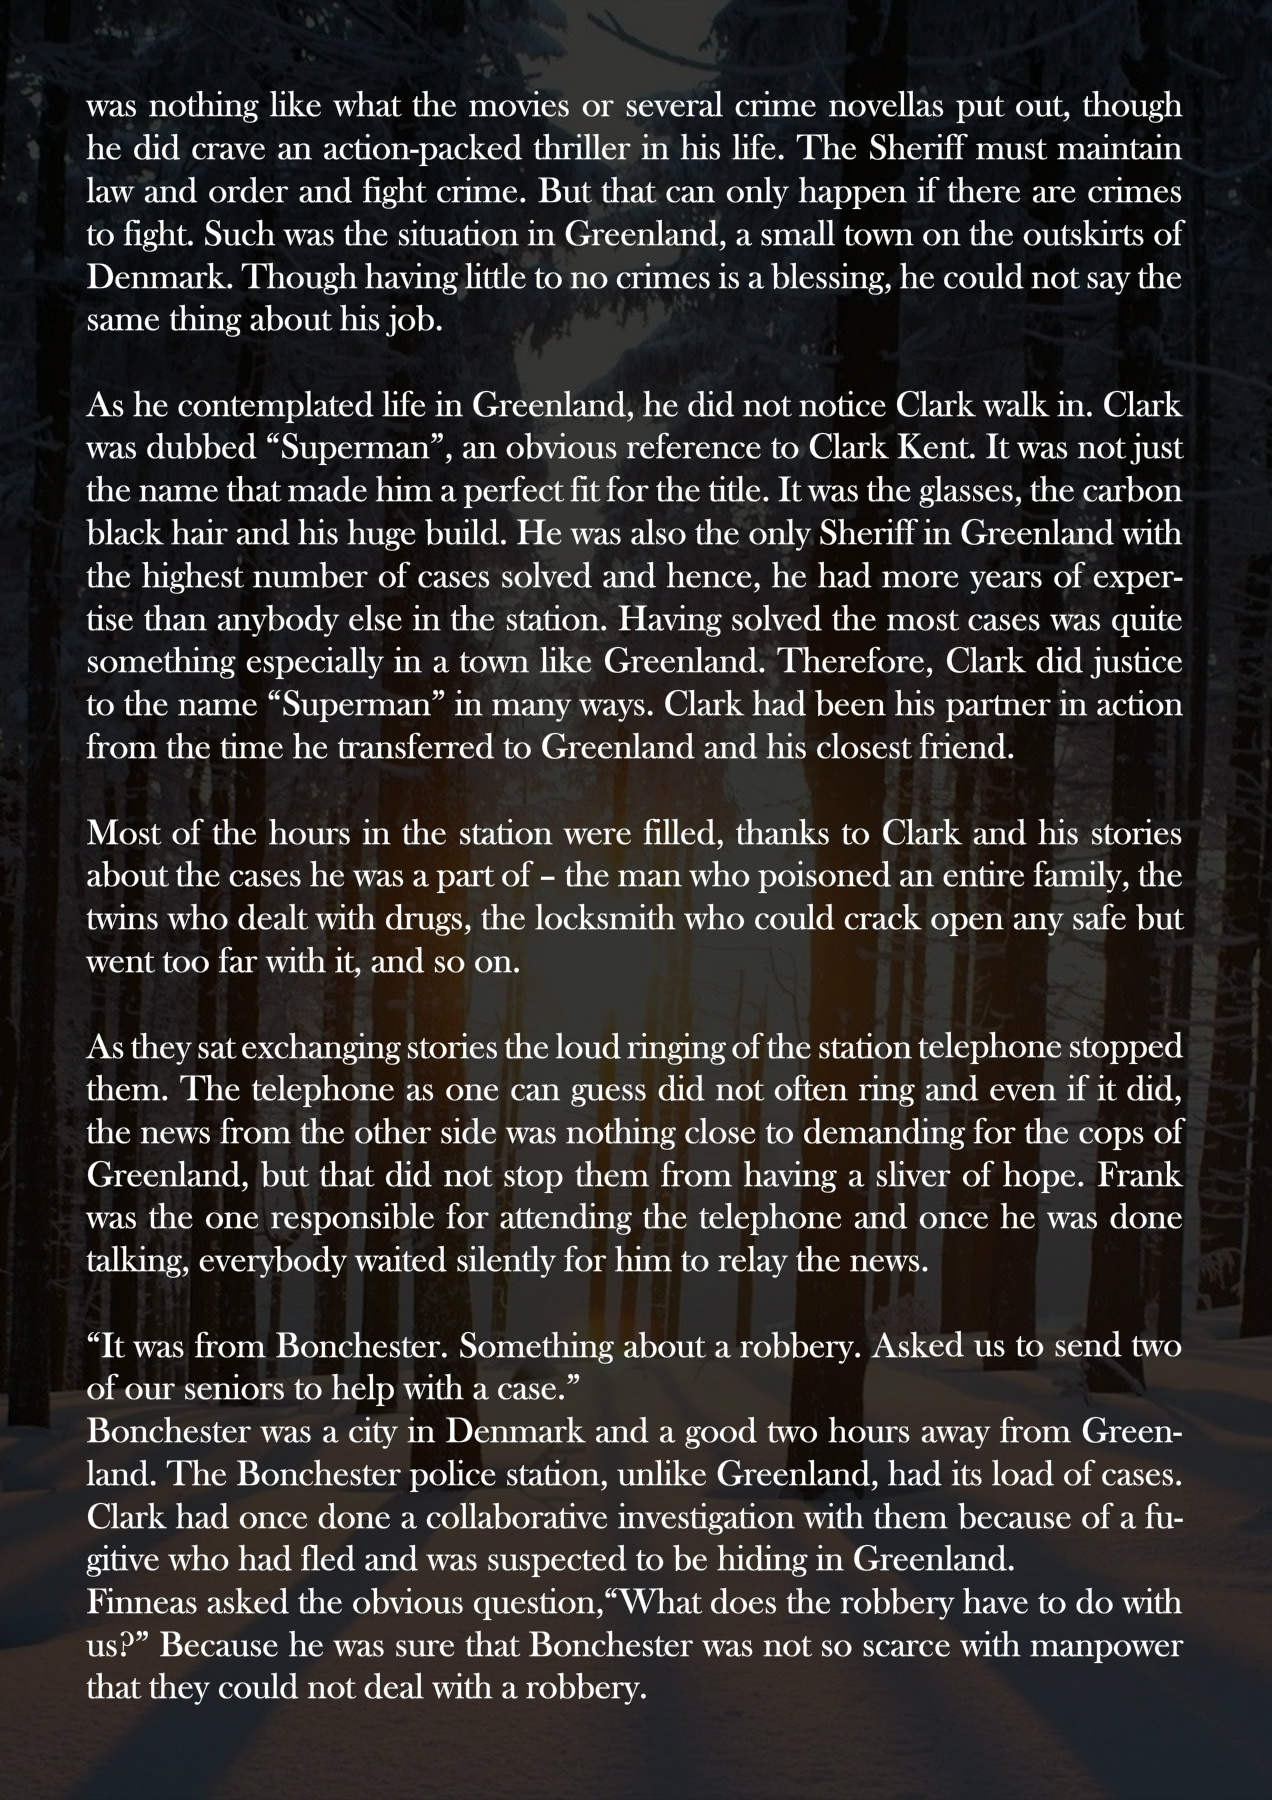 was nothing like what the movies or several crime novellas put out, though
he did crave an action-packed thriller in his life. The Sheriff must maintain
law and order and fight crime. But that can only happen if there are crimes
to fight. Such was the situation in Greenland, a small town on the outskirts of
Denmark. Though having little to no crimes is a blessing, he could not say the
same thing about his job.
As he contemplated life in Greenland, he did not notice Clark walk in. Clark
was dubbed “Superman”, an obvious reference to Clark Kent. It was not just
the name that made him a perfect fit for the title. It was the glasses, the carbon
black hair and his huge build. He was also the only Sheriff in Greenland with
the highest number of cases solved and hence, he had more years of exper-
tise than anybody else in the station. Having solved the most cases was quite
something especially in a town like Greenland. Therefore, Clark did justice
to the name “Superman” in many ways. Clark had been his partner in action
from the time he transferred to Greenland and his closest friend.
Most of the hours in the station were filled, thanks to Clark and his stories
about the cases he was a part of – the man who poisoned an entire family, the
twins who dealt with drugs, the locksmith who could crack open any safe but
went too far with it, and so on.
As they sat exchanging stories the loud ringing of the station telephone stopped
them. The telephone as one can guess did not often ring and even if it did,
the news from the other side was nothing close to demanding for the cops of
Greenland, but that did not stop them from having a sliver of hope. Frank
was the one responsible for attending the telephone and once he was done
talking, everybody waited silently for him to relay the news.
“It was from Bonchester. Something about a robbery. Asked us to send two
of our seniors to help with a case.”
Bonchester was a city in Denmark and a good two hours away from Green-
land. The Bonchester police station, unlike Greenland, had its load of cases.
Clark had once done a collaborative investigation with them because of a fu-
gitive who had fled and was suspected to be hiding in Greenland.
Finneas asked the obvious question,“What does the robbery have to do with
us?” Because he was sure that Bonchester was not so scarce with manpower
that they could not deal with a robbery.